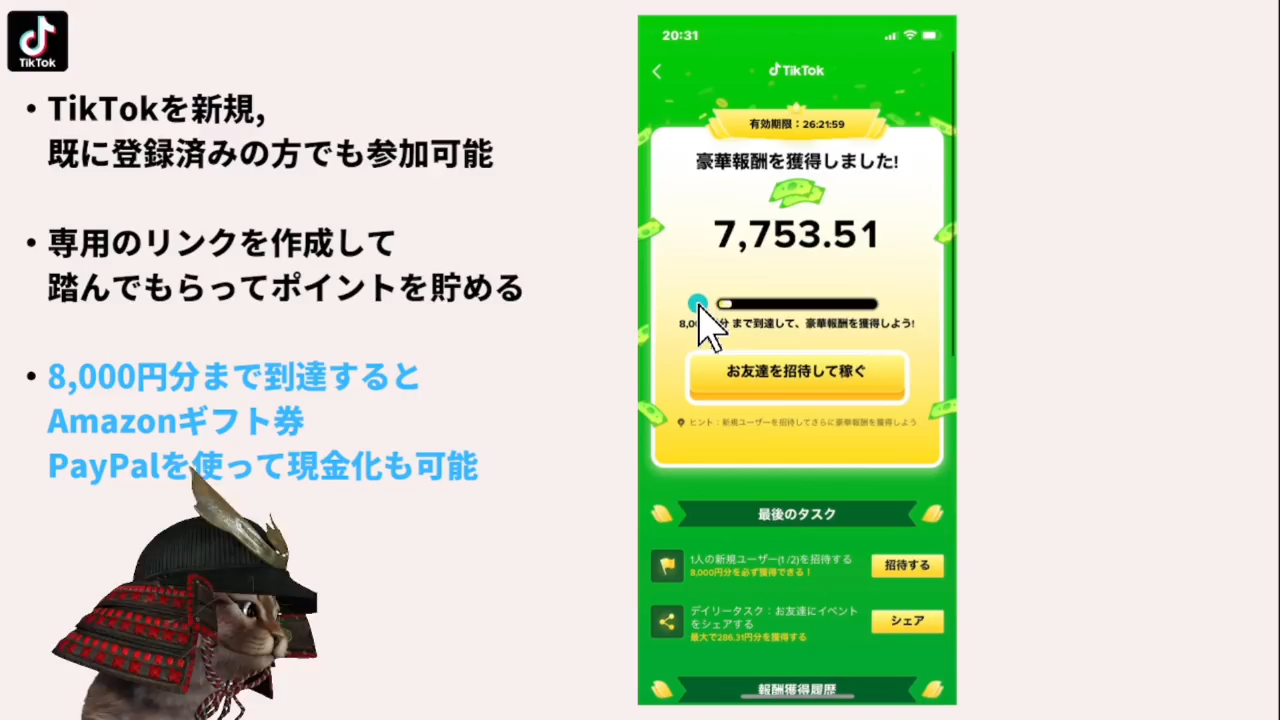 TikTok
・TikTokを新規,
既に登録済みの方でも参加可能
・専用のリンクを作成して
踏んでもらってポイントを貯める
・8,000円分まで到達すると
Amazonギフト券
PayPalを使って現金化も可能
20:31
TikTok
有効期限：26:21:59
豪華報酬を獲得しました!
7,753.51
まで到達して、豪華報酬を獲得しよう!
お友達を招待して稼ぐ
ヒント：新規ユーザーを招待してさらに豪華報酬を獲得しよう
最後のタスク
1人の新規ユーザー(1/2)を招待する
8,000円分を必ず獲得できる！
招待する
デイリータスク：お友達にイベント
をシェアする
最大で286.31円分を獲得する
シェア
報酬獲得履歴